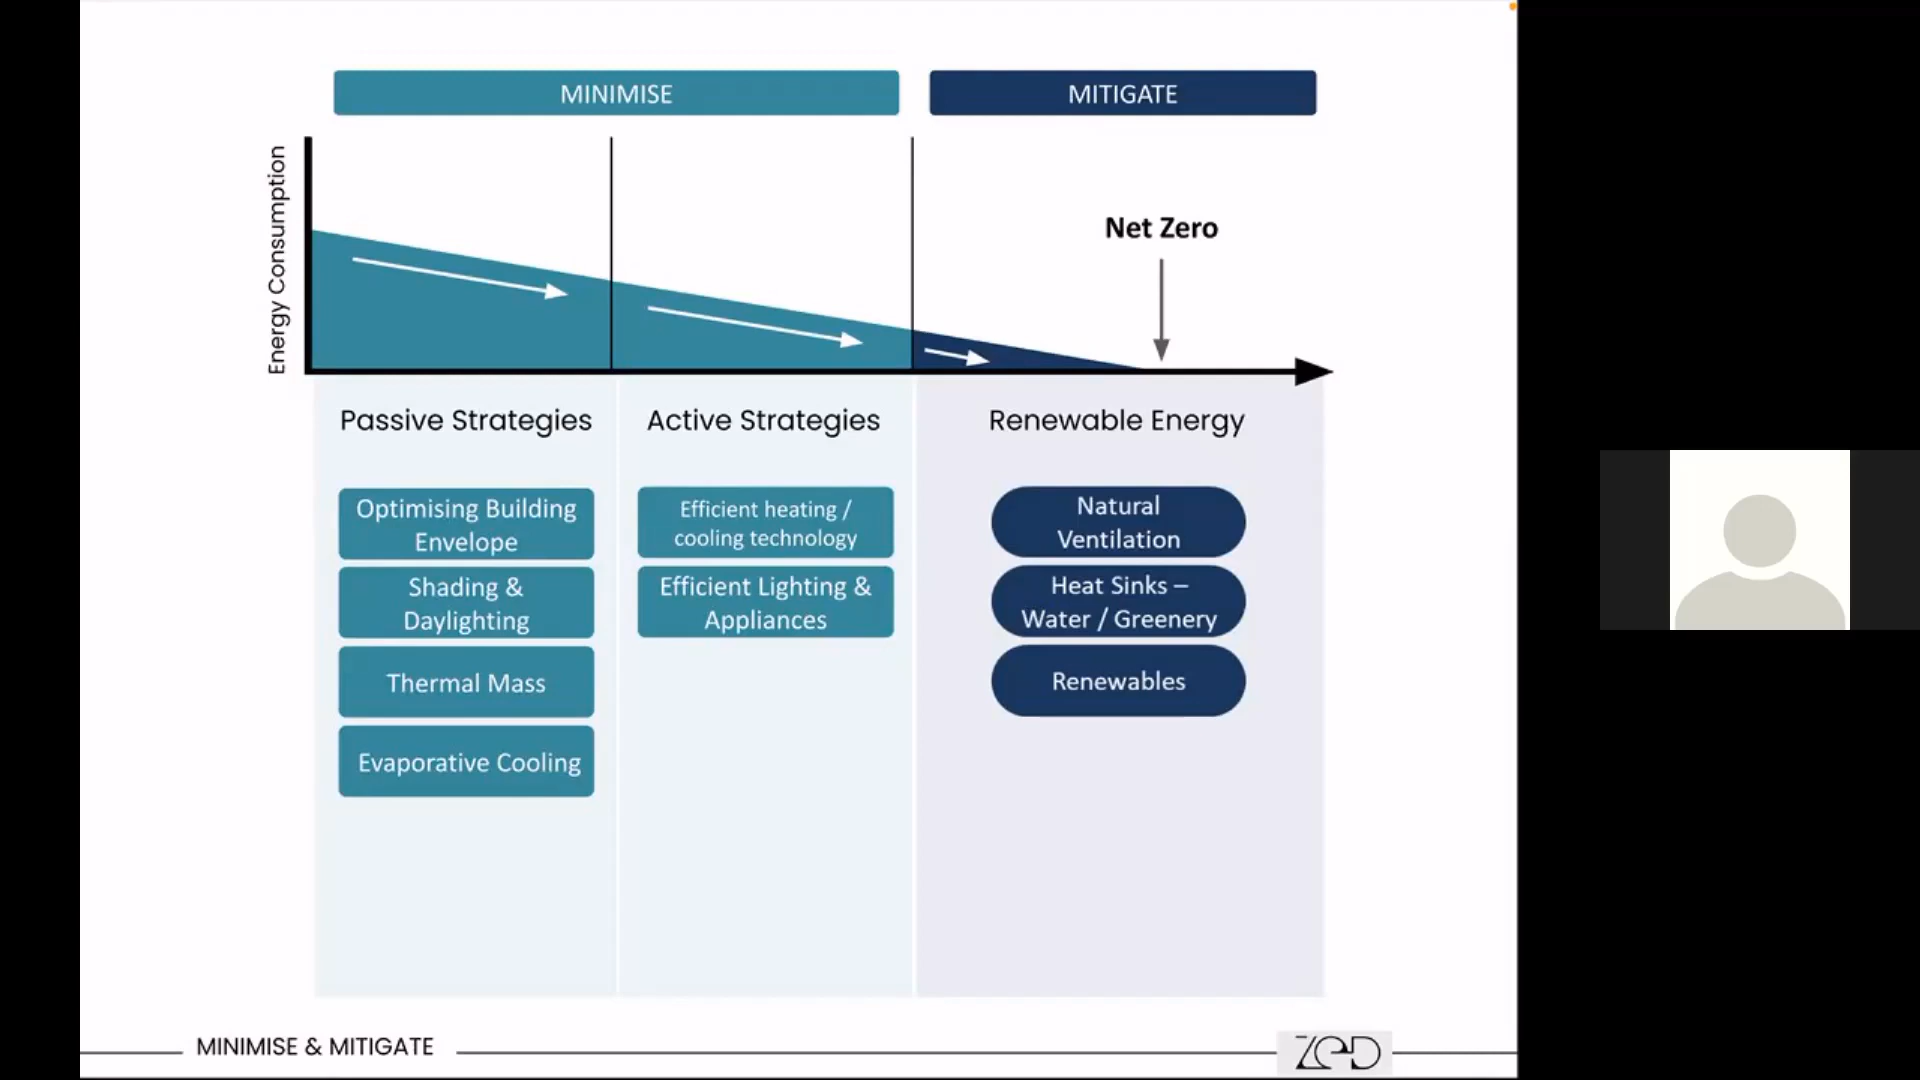 MINIMISE
MITIGATE
Energy Consumption
Net Zero
Passive Strategies
Active Strategies
Renewable Energy
Optimising Building
Envelope
Shading &
Daylighting
Thermal Mass
Evaporative Cooling
Efficient heating /
cooling technology
Efficient Lighting &
Appliances
Natural
Ventilation
Heat Sinks –
Water / Greenery
Renewables
MINIMISE & MITIGATE
ZED